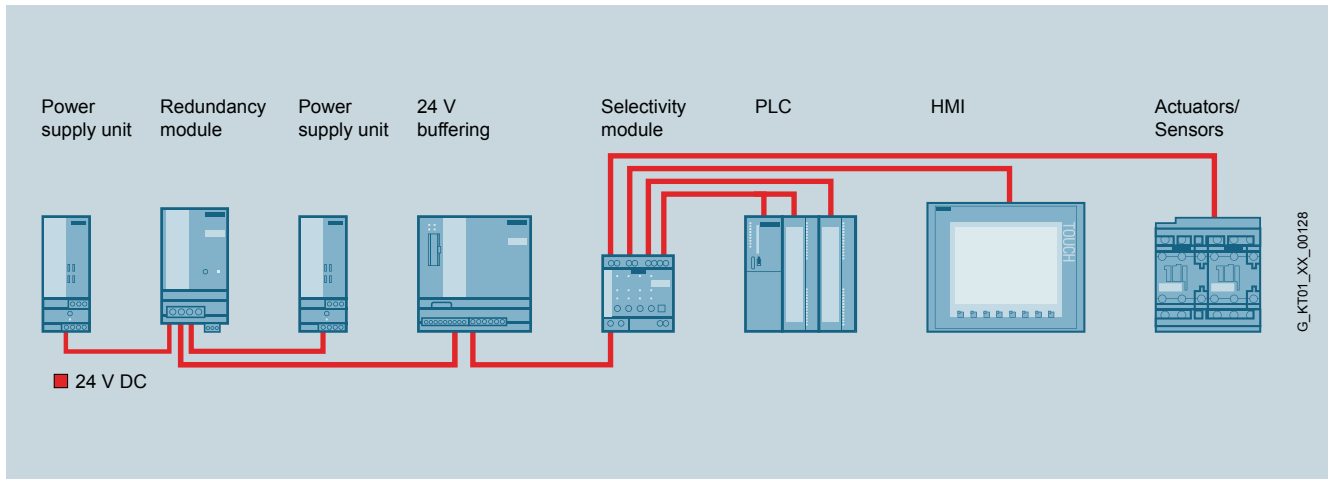 Power
supply unit
Redundancy
module
Power
supply unit
24 V
buffering
Selectivity
module
PLC
HMI
Actuators/
Sensors
TOUCH
G_KT01_XX_00128
24 V DC